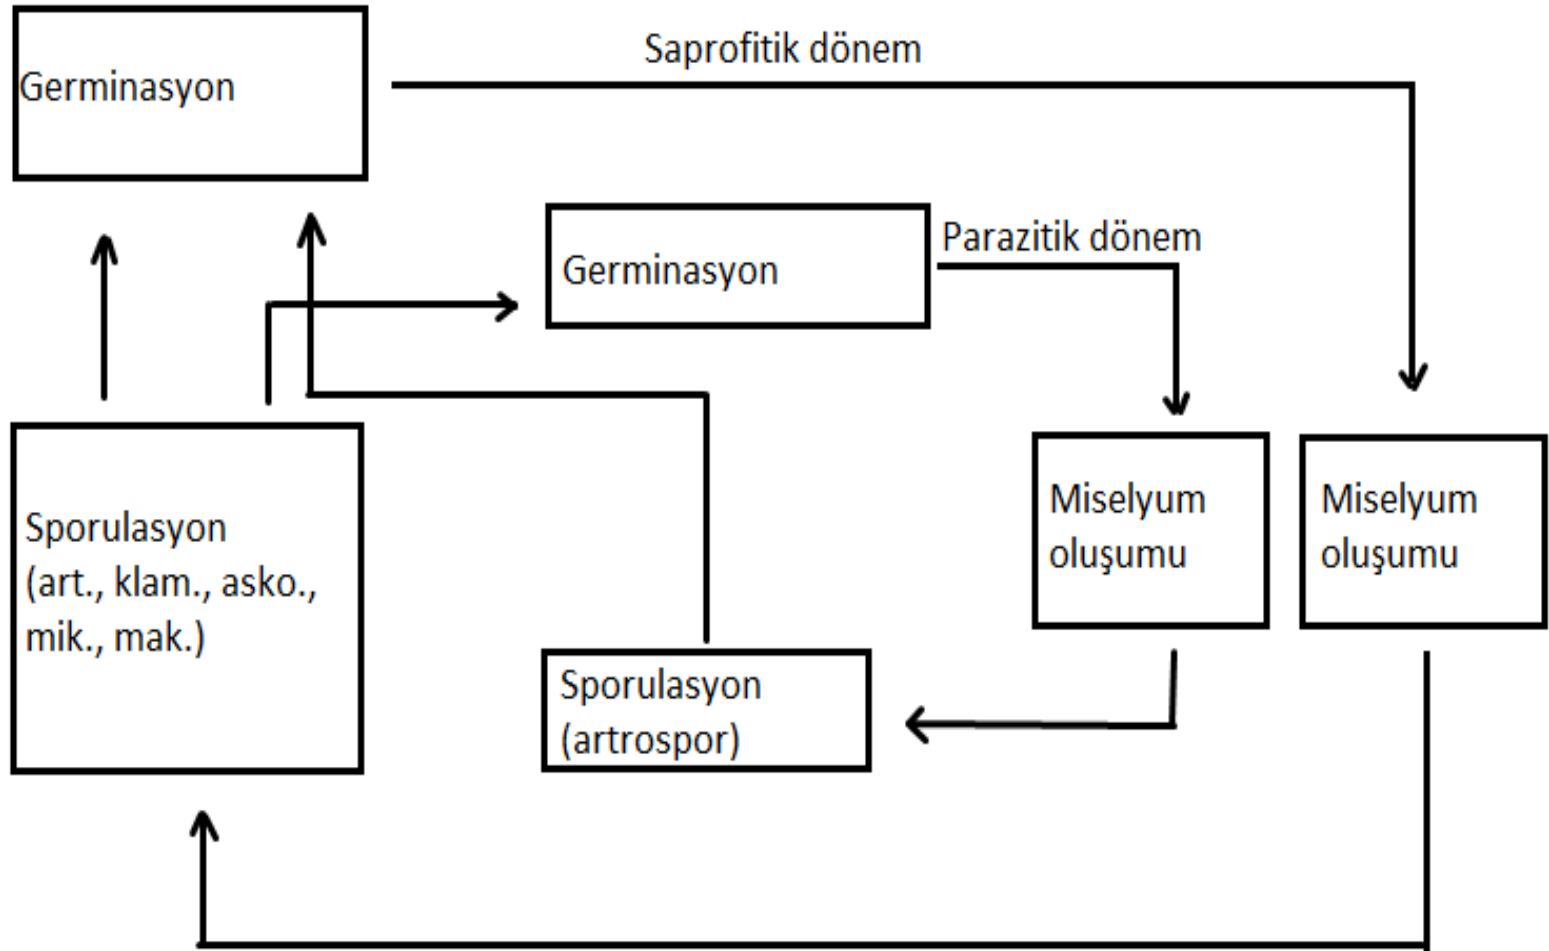 Germinasyon
Saprofitik dönem
Germinasyon
Parazitik dönem
Sporulasyon
(art., klam., asko.,
mik., mak.)
Sporulasyon
(artrospor)
Miselyum
oluşumu
Miselyum
oluşumu